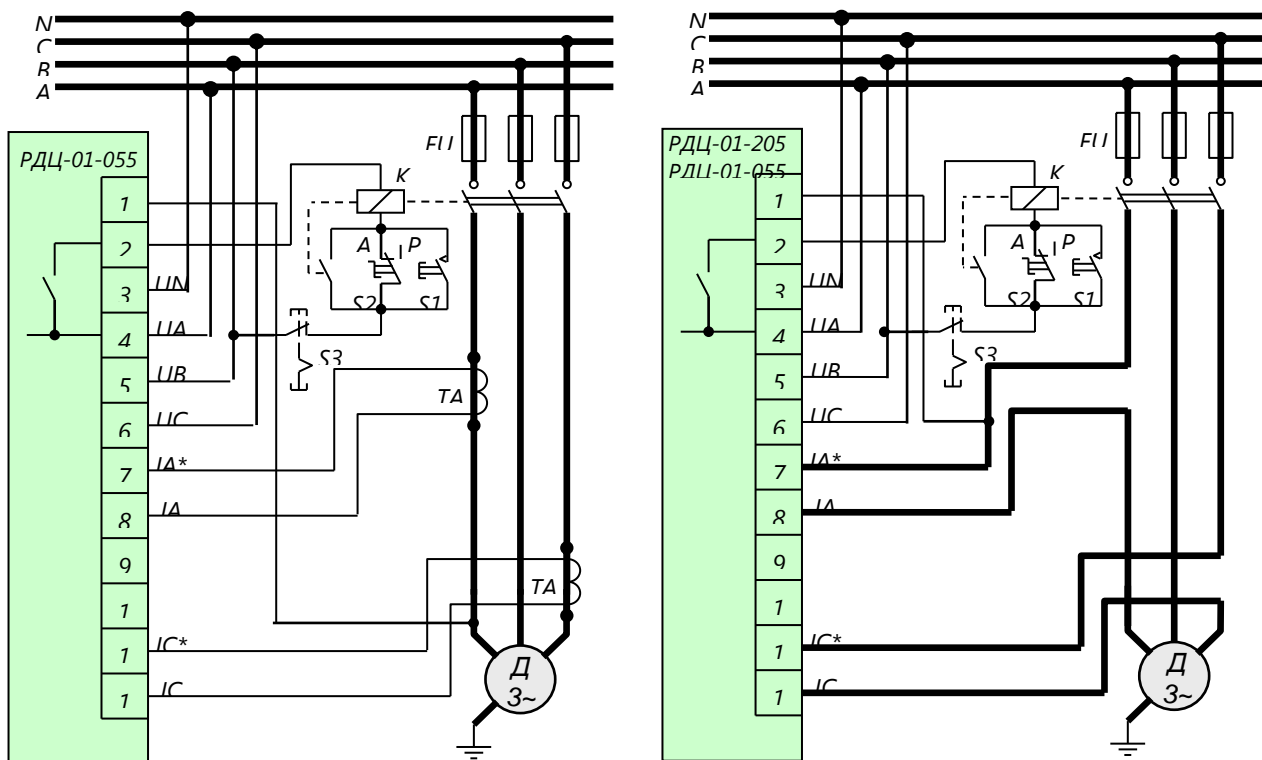 N
C
B
A
РДЦ-01-055
FU
K
1
2
A
P
S2
S1
3
UN
4
UA
S3
5
UB
TA
6
UC
7
IA*
8
IA
9
1
TA
1
IC*
1
IC
Д
3~
N
C
B
A
РДЦ-01-205
РДЦ-01-055
FU
K
1
2
A
P
S2
S1
3
UN
4
UA
S3
5
UB
6
UC
7
IA*
8
IA
9
1
1
IC*
1
IC
Д
3~